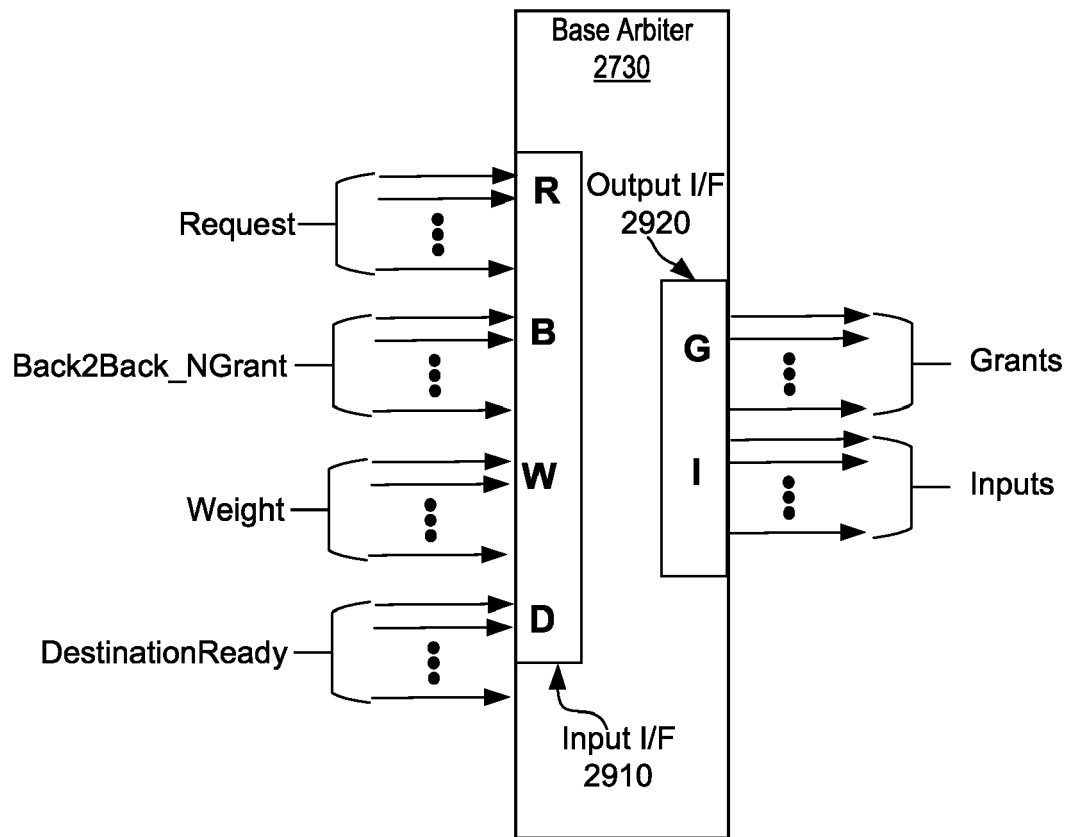 Base Arbiter
2730
R
Output I/F
2920
Request
B
G
Back2Back_NGrant
Grants
W
I
Weight
Inputs
D
DestinationReady
Input I/F
2910